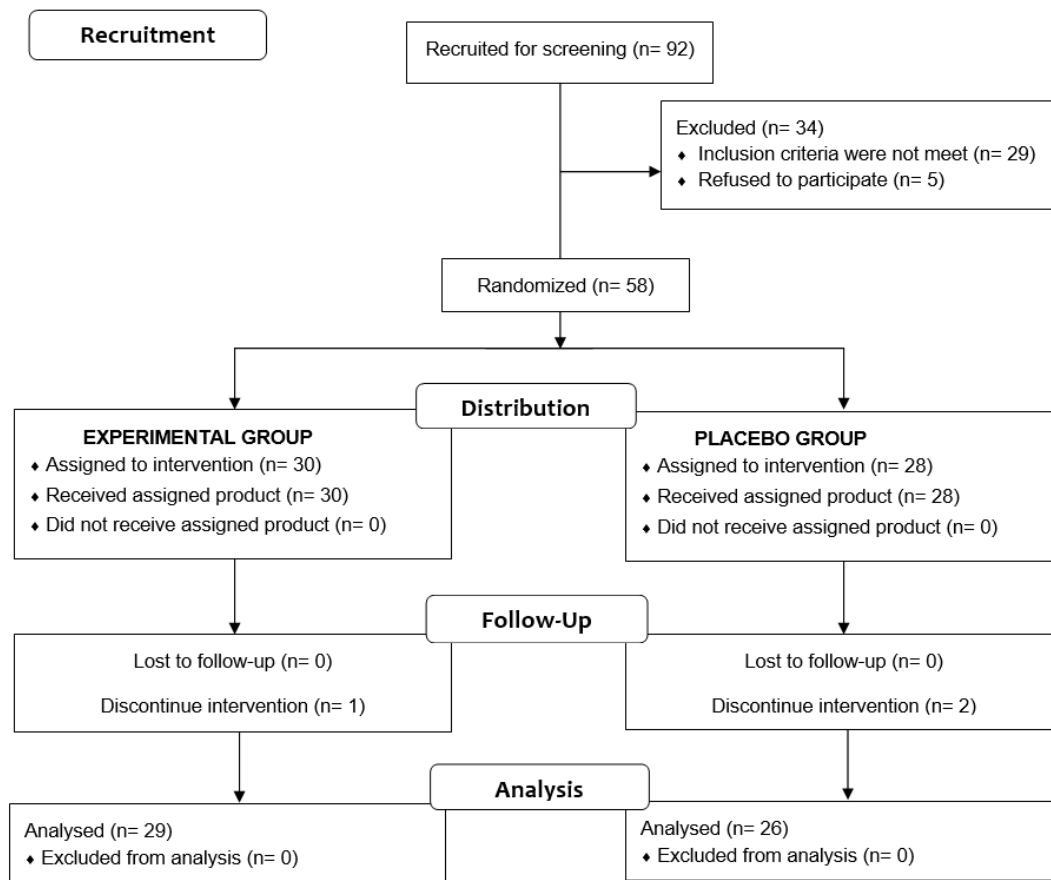 Recruitment
Recruited for screening (n= 92)
Excluded (n= 34)
♦ Inclusion criteria were not meet (n= 29)
♦ Refused to participate (n= 5)
Randomized (n= 58)
Distribution
EXPERIMENTAL GROUP
♦ Assigned to intervention (n= 30)
♦ Received assigned product (n= 30)
♦ Did not receive assigned product (n= 0)
PLACEBO GROUP
♦ Assigned to intervention (n= 28)
♦ Received assigned product (n= 28)
♦ Did not receive assigned product (n= 0)
Follow-Up
Lost to follow-up (n= 0)
Discontinue intervention (n= 1)
Lost to follow-up (n= 0)
Discontinue intervention (n= 2)
Analysis
Analysed (n= 29)
♦ Excluded from analysis (n= 0)
Analysed (n= 26)
♦ Excluded from analysis (n= 0)